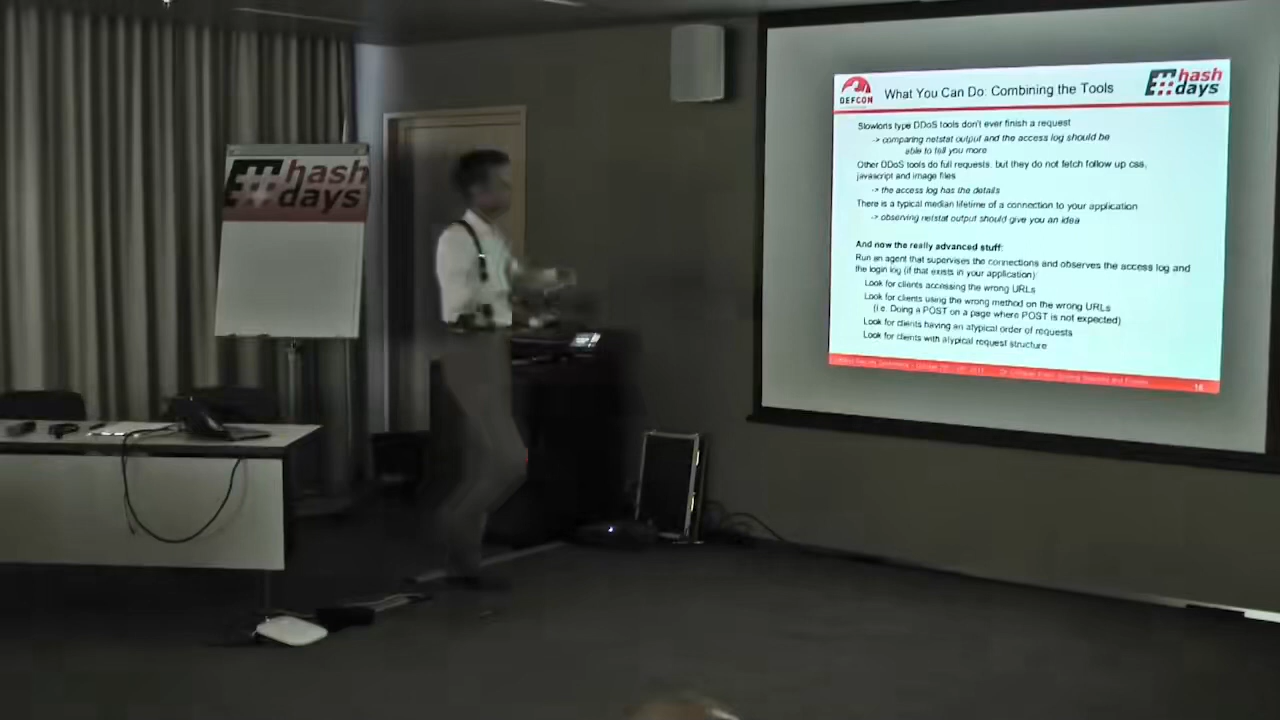 hash
days
DEFCON
What You Can Do: Combining the Tools
hash
days
Slowloris type DDoS tools don't ever finish a request
-> comparing netstat output and the access log should be
able to tell you more
Other DDoS tools do full requests, but they do not fetch follow up css,
javascript and image files
-> the access log has the details
There is a typical median lifetime of a connection to your application
-> observing netstat output should give you an idea
And now the really advanced stuff:
Run an agent that supervises the connections and observes the access log and
the login log (if that exists in your application):
Look for clients accessing the wrong URLs
Look for clients using the wrong method on the wrong URLs
(i.e. Doing a POST on a page where POST is not expected)
Look for clients having an atypical order of requests
Look for clients with atypical request structure
16